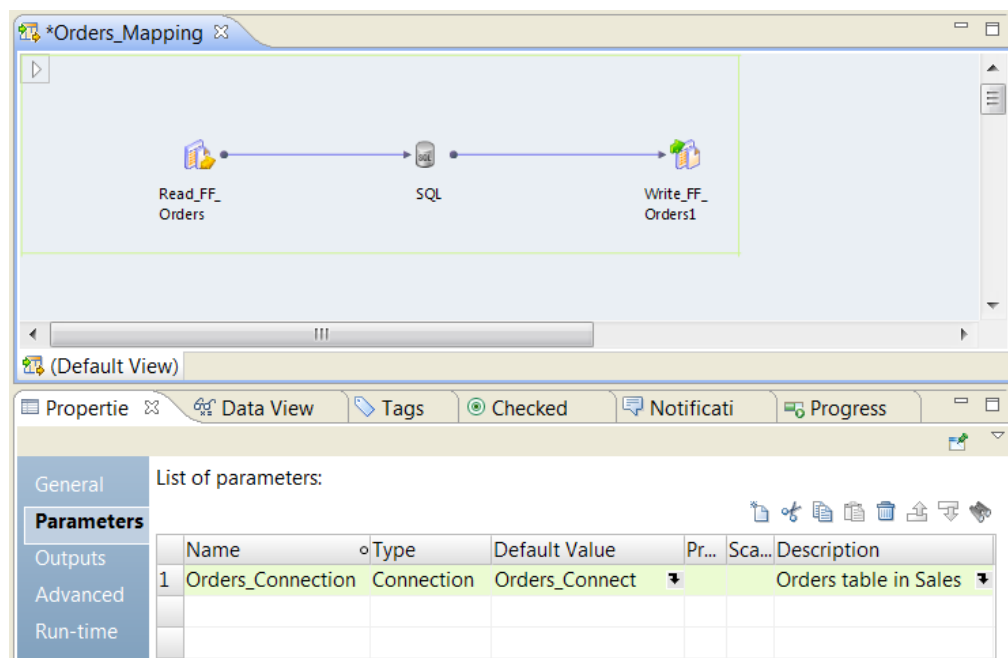 *Orders_Mapping
Read_FF_
Orders
SQL
SQL
Write_FF_
Orders1
(Default View)
Propertie Data View Tags Checked Notificati Progress
General
Parameters
Outputs
Advanced
Run-time
List of parameters:
Name Type Default Value Pr... Sca... Description
1 Orders_Connection Connection Orders_Connect Orders table in Sales